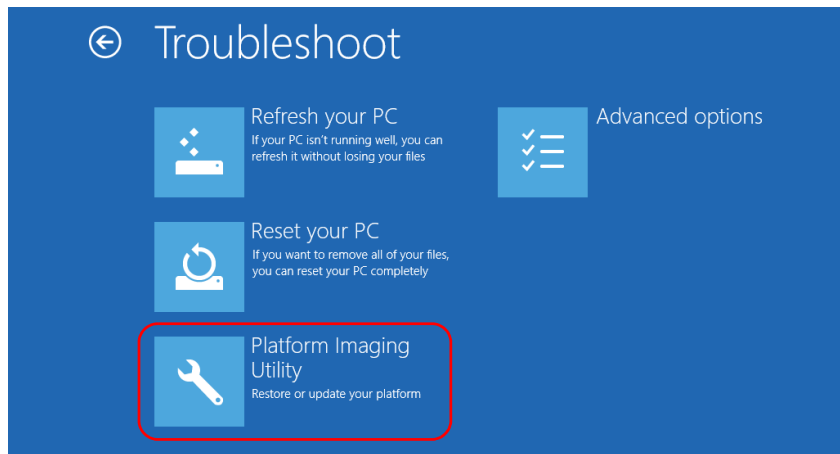 Troubleshoot
Refresh your PC
If your PC isn't running well, you can
refresh it without losing your files
Advanced options
Reset your PC
If you want to remove all of your files,
you can reset your PC completely
Platform Imaging
Utility
Restore or update your platform